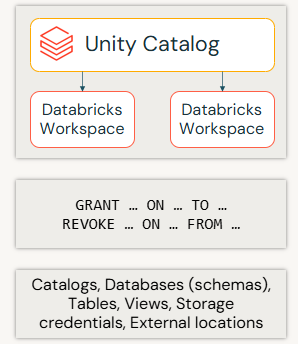 Unity Catalog
Databricks
Workspace
Databricks
Workspace
GRANT … ON … TO …
REVOKE … ON … FROM …
Catalogs, Databases (schemas),
Tables, Views, Storage
credentials, External locations